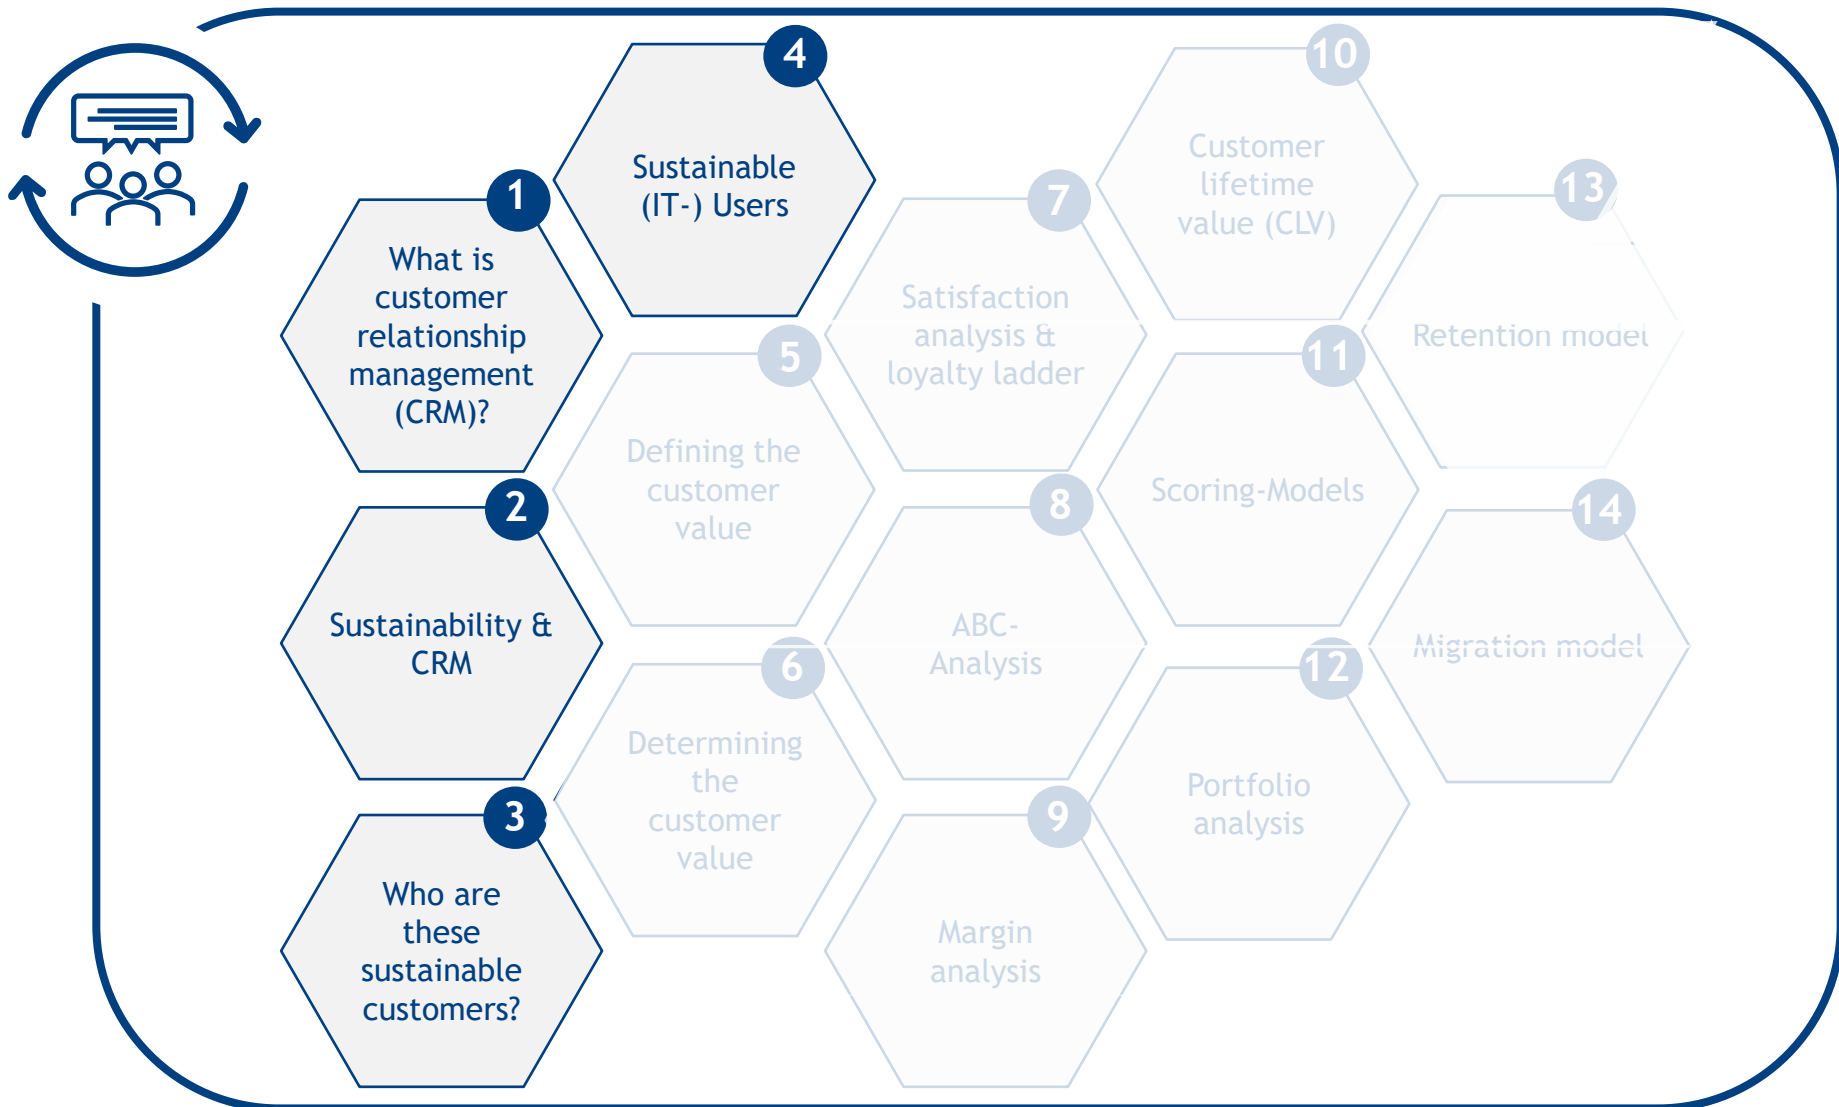 1
What is
customer
relationship
management
(CRM)?
2
Sustainability &
CRM
3
Who are
these
sustainable
customers?
4
Sustainable
(IT-) Users
5
Defining the
customer
value
6
Determining
the
customer
value
7
Satisfaction
analysis &
loyalty ladder
8
ABC-
Analysis
9
Margin
analysis
10
Customer
lifetime
value (CLV)
11
Scoring-Models
12
Portfolio
analysis
13
Retention model
14
Migration model